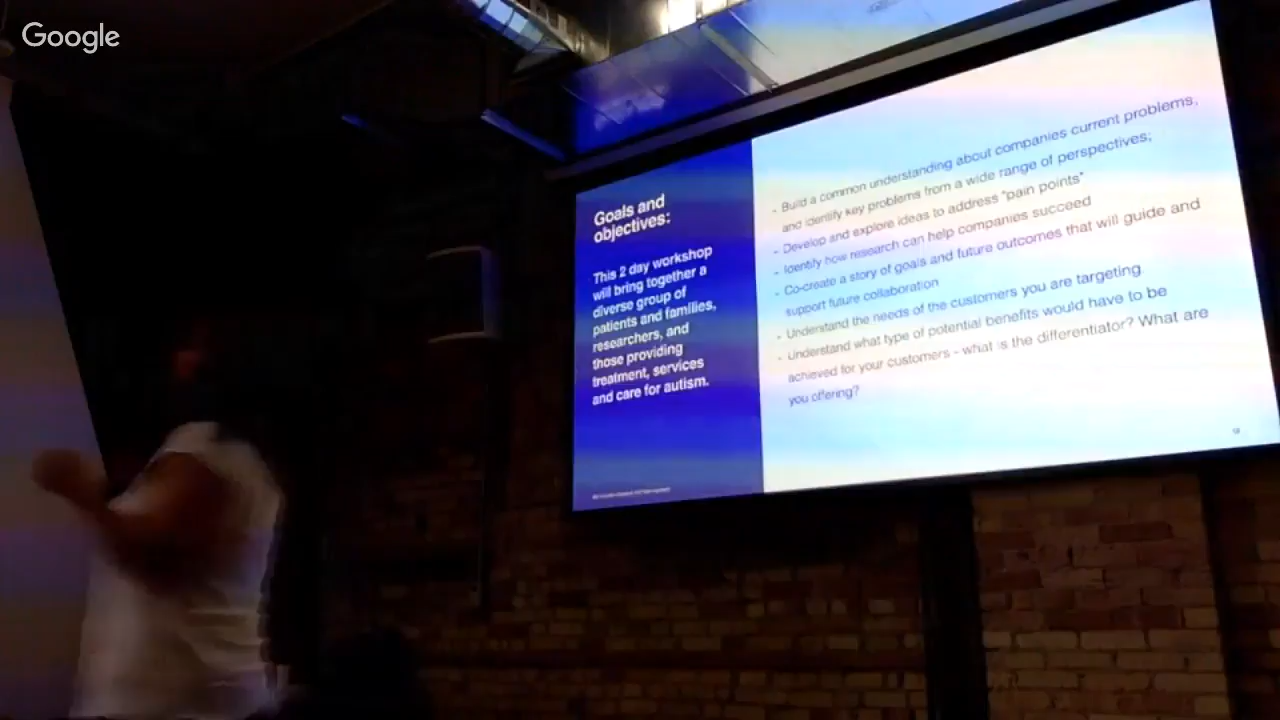 Google
Goals and
objectives:
This 2 day workshop
will bring together a
diverse group of
patients and families,
researchers, and
those providing
treatment, services
and care for autism.
- Build a common understanding about companies current problems,
and identify key problems from a wide range of perspectives;
- Develop and explore ideas to address "pain points"
- Identify how research can help companies succeed
- Co-create a story of goals and future outcomes that will guide and
support future collaboration
- Understand the needs of the customers you are targeting.
- Understand what type of potential benefits would have to be
achieved for your customers - what is the differentiator? What are
you offering?